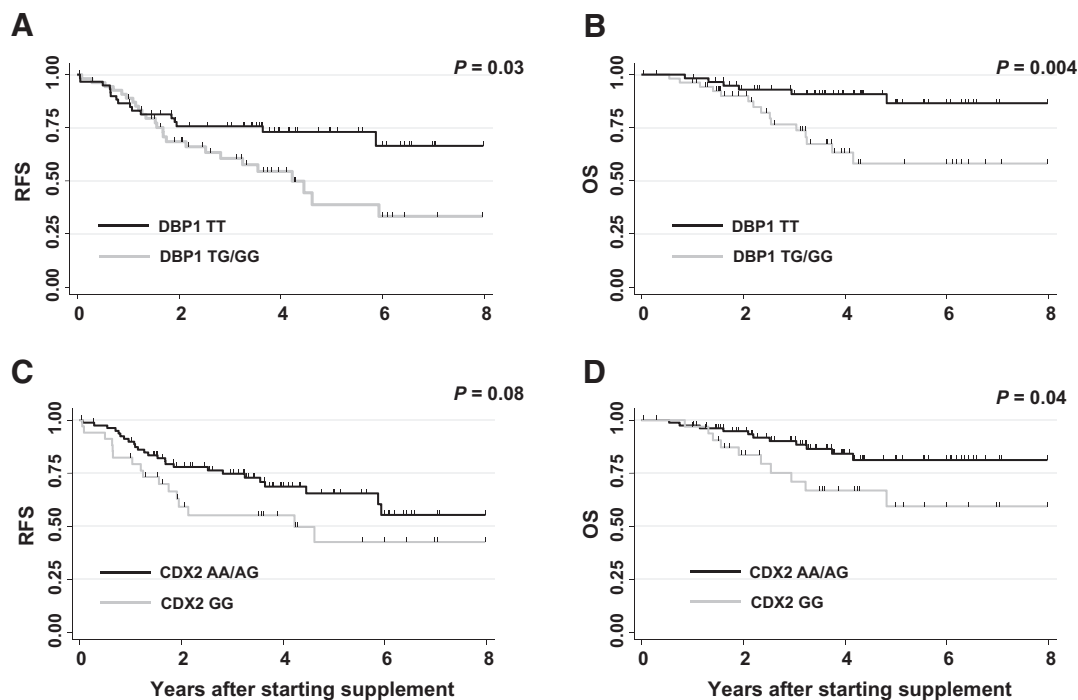 A
P = 0.03
RFS
1.00
0.75
0.50
0.25
0.00
DBP1 TT
DBP1 TG/GG
0 2 4 6 8
B
P = 0.004
OS
1.00
0.75
0.50
0.25
0.00
DBP1 TT
DBP1 TG/GG
0 2 4 6 8
C
P = 0.08
RFS
1.00
0.75
0.50
0.25
0.00
CDX2 AA/AG
CDX2 GG
0 2 4 6 8
Years after starting supplement
D
P = 0.04
OS
1.00
0.75
0.50
0.25
0.00
CDX2 AA/AG
CDX2 GG
0 2 4 6 8
Years after starting supplement